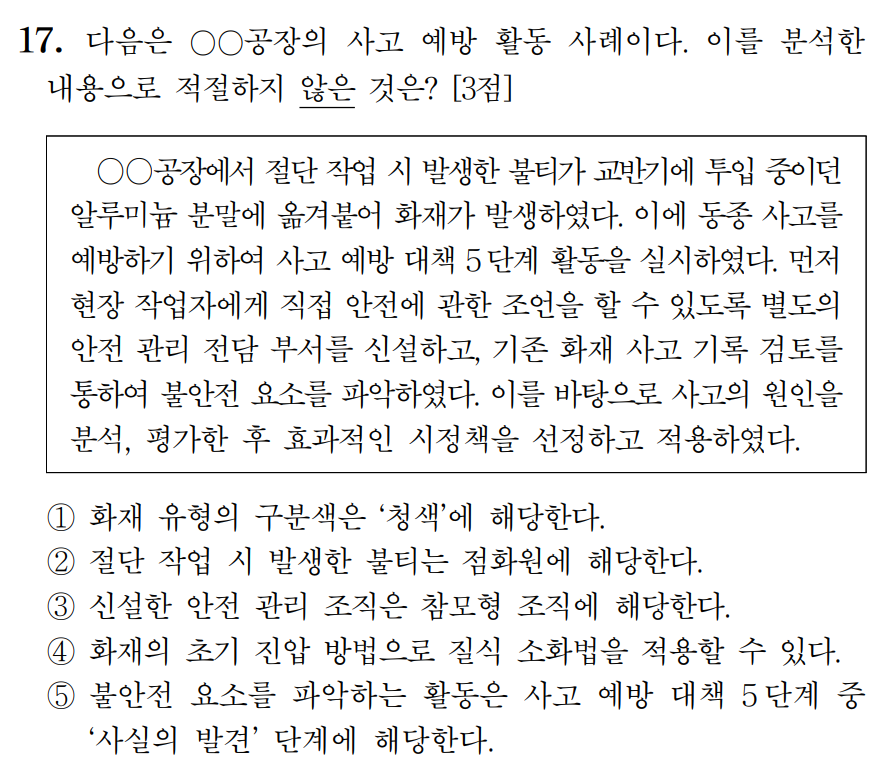 17. 다음은 ○○공장의 사고 예방 활동 사례이다. 이를 분석한
내용으로 적절하지 않은 것은? [3점]
○○공장에서 절단 작업 시 발생한 불티가 교반기에 투입 중이던
알루미늄 분말에 옮겨붙어 화재가 발생하였다. 이에 동종 사고를
예방하기 위하여 사고 예방 대책 5단계 활동을 실시하였다. 먼저
현장 작업자에게 직접 안전에 관한 조언을 할 수 있도록 별도의
안전 관리 전담 부서를 신설하고, 기존 화재 사고 기록 검토를
통하여 불안전 요소를 파악하였다. 이를 바탕으로 사고의 원인을
분석, 평가한 후 효과적인 시정책을 선정하고 적용하였다.
① 화재 유형의 구분색은 ‘청색’에 해당한다.
② 절단 작업 시 발생한 불티는 점화원에 해당한다.
③ 신설한 안전 관리 조직은 참모형 조직에 해당한다.
④ 화재의 초기 진압 방법으로 질식 소화법을 적용할 수 있다.
⑤ 불안전 요소를 파악하는 활동은 사고 예방 대책 5단계 중
‘사실의 발견’ 단계에 해당한다.